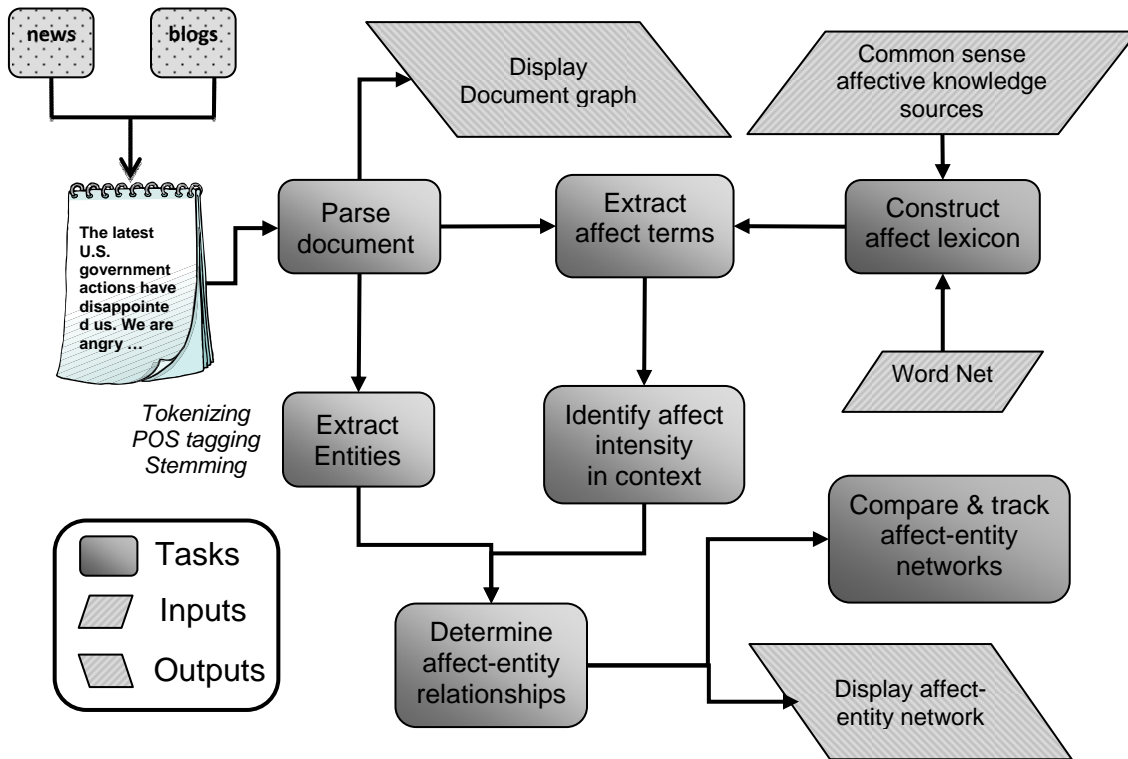 news
blogs
Display
Document graph
Common sense
affective knowledge
sources
The latest
U.S.
government
actions have
disappointe
d us. We are
angry …
Parse
document
Extract
affect terms
Construct
affect lexicon
Word Net
Tokenizing
POS tagging
Stemming
Extract
Entities
Identify affect
intensity
in context
Compare & track
affect-entity
networks
Tasks
Inputs
Outputs
Determine
affect-entity
relationships
Display affect-
entity network